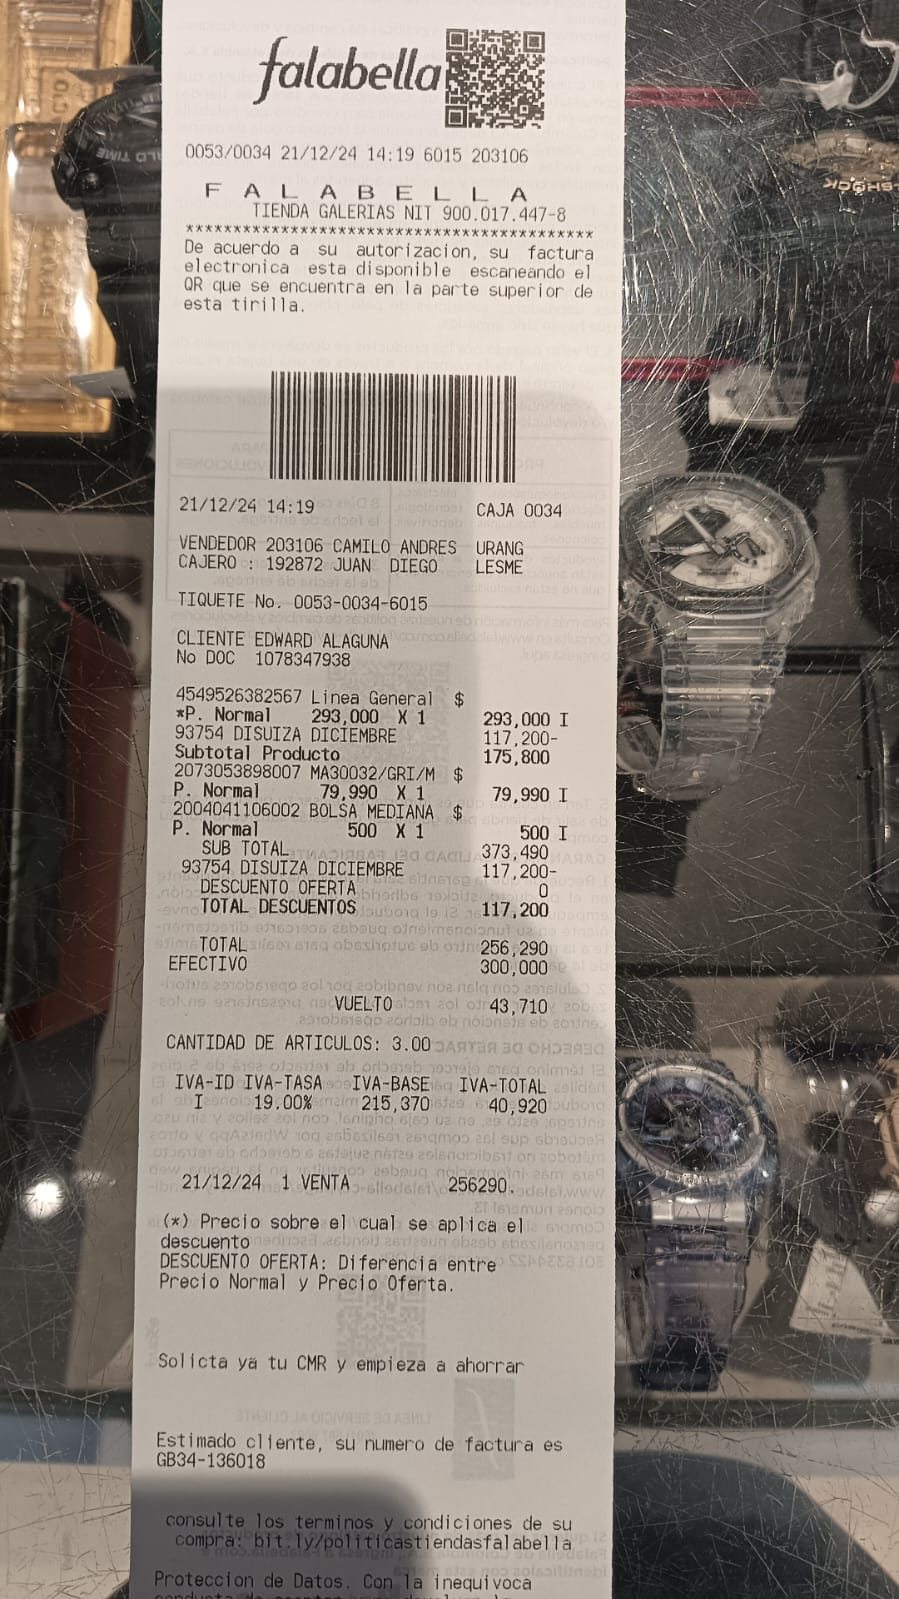 falabella
0053/0034 21/12/24 14:19 6015 203106
F A L A B E L L A
TIENDA GALERIAS NIT 900.017.447-8
*******************************************
De acuerdo a su autorizacion, su factura
electronica esta disponible escaneando el
QR que se encuentra en la parte superior de
esta tirilla.
21/12/24 14:19 CAJA 0034
VENDEDOR 203106 CAMILO ANDRES URANG
CAJERO : 192872 JUAN DIEGO LESME
TIQUETE No. 0053-0034-6015
CLIENTE EDWARD ALAGUNA
No DOC 1078347938
4549526382567 Linea General $
*P. Normal 293,000 X 1 293,000 I
93754 DISUIZA DICIEMBRE 117,200-
Subtotal Producto 175,800
2073053898007 MA30032/GRI/M $
P. Normal 79,990 X 1 79,990 I
2004041106002 BOLSA MEDIANA $
P. Normal 500 X 1 500 I
SUB TOTAL 373,490
93754 DISUIZA DICIEMBRE 117,200-
DESCUENTO OFERTA 0
TOTAL DESCUENTOS 117,200
TOTAL 256,290
EFECTIVO 300,000
VUELTO 43,710
CANTIDAD DE ARTICULOS: 3.00
IVA-ID IVA-TASA IVA-BASE IVA-TOTAL
I 19.00% 215,370 40,920
21/12/24 1 VENTA 256290.
(*) Precio sobre el cual se aplica el
descuento
DESCUENTO OFERTA: Diferencia entre
Precio Normal y Precio Oferta.
Solicta ya tu CMR y empieza a ahorrar
Estimado cliente, su numero de factura es
GB34-136018
consulte los terminos y condiciones de su
compra: bit.ly/politicastiendasfalabella
Proteccion de Datos. Con la inequivoca